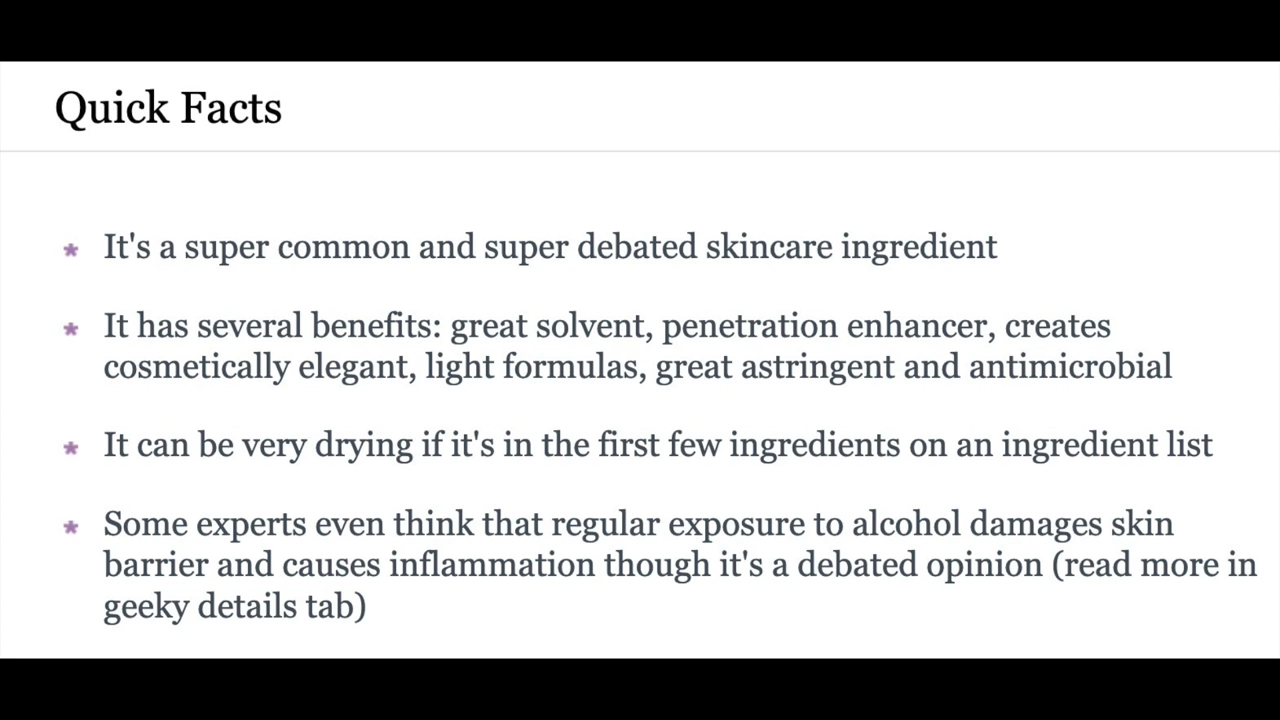 Quick Facts
* It's a super common and super debated skincare ingredient
* It has several benefits: great solvent, penetration enhancer, creates
cosmetically elegant, light formulas, great astringent and antimicrobial
* It can be very drying if it's in the first few ingredients on an ingredient list
* Some experts even think that regular exposure to alcohol damages skin
barrier and causes inflammation though it's a debated opinion (read more in
geeky details tab)